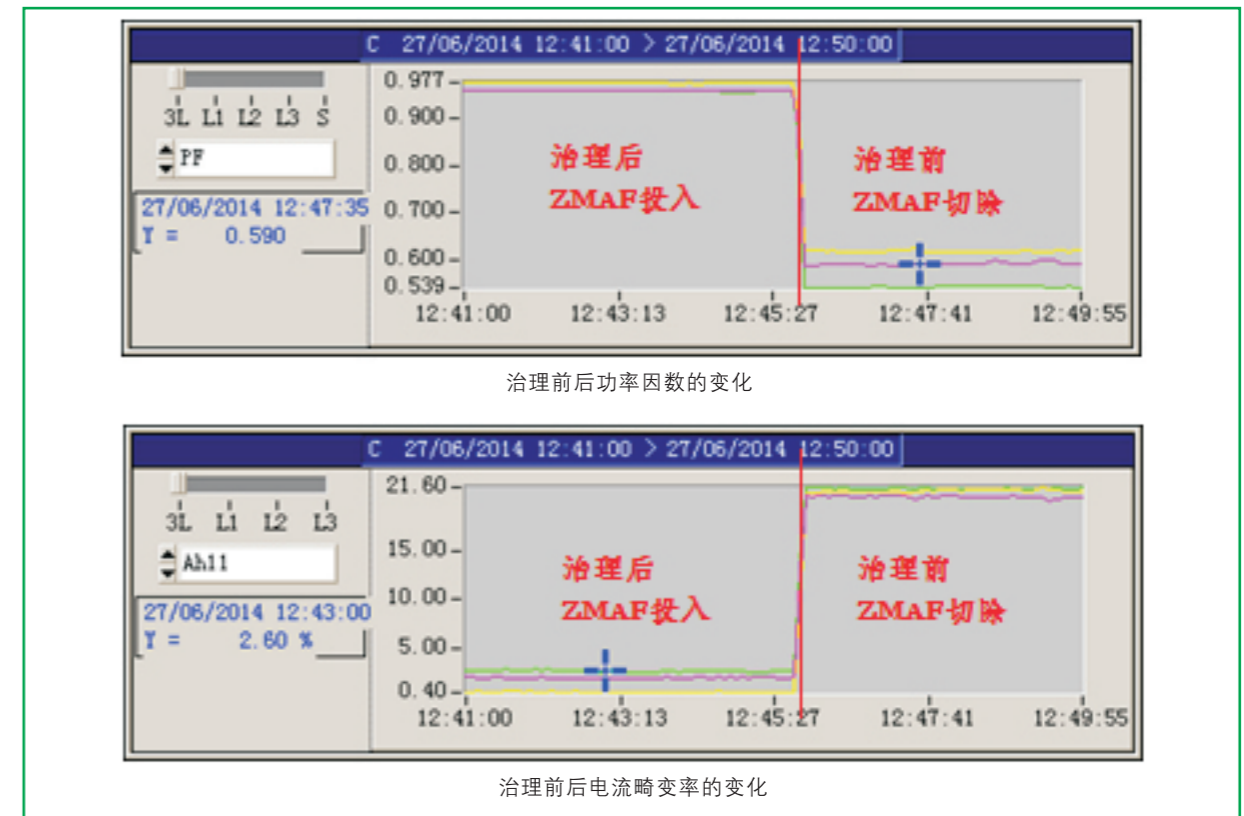 C 27/06/2014 12:41:00 > 27/06/2014 12:50:00
3L L1 L2 L3 S
PF
27/06/2014 12:47:35
Y = 0.590
0.977
0.900
0.800
0.700
0.600
0.539
治理后
ZMAF投入
治理前
ZMAF切除
12:41:00 12:43:13 12:45:27 12:47:41 12:49:55
治理前后功率因数的变化
C 27/06/2014 12:41:00 > 27/06/2014 12:50:00
3L L1 L2 L3
Ah11
27/06/2014 12:43:00
Y = 2.60 %
21.60
15.00
10.00
5.00
0.40
治理后
ZMAF投入
治理前
ZMAF切除
12:41:00 12:43:13 12:45:27 12:47:41 12:49:55
治理前后电流畸变率的变化